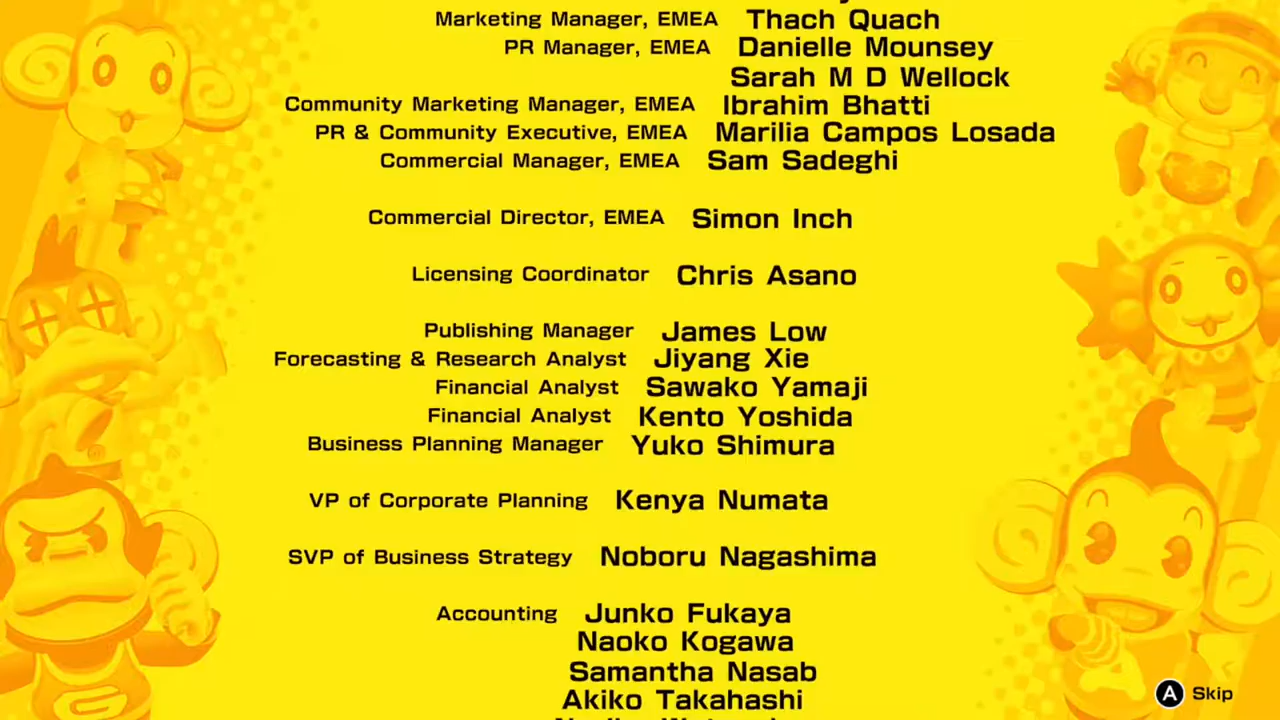 Marketing Manager, EMEA Thach Quach
PR Manager, EMEA Danielle Mounsey
Sarah M D Wellock
Community Marketing Manager, EMEA Ibrahim Bhatti
PR & Community Executive, EMEA Marilia Campos Losada
Commercial Manager, EMEA Sam Sadeghi
Commercial Director, EMEA Simon Inch
Licensing Coordinator Chris Asano
Publishing Manager James Low
Forecasting & Research Analyst Jiyang Xie
Financial Analyst Sawako Yamaji
Financial Analyst Kento Yoshida
Business Planning Manager Yuko Shimura
VP of Corporate Planning Kenya Numata
SVP of Business Strategy Noboru Nagashima
Accounting Junko Fukaya
Naoko Kogawa
Samantha Nasab
Akiko Takahashi
A Skip
G